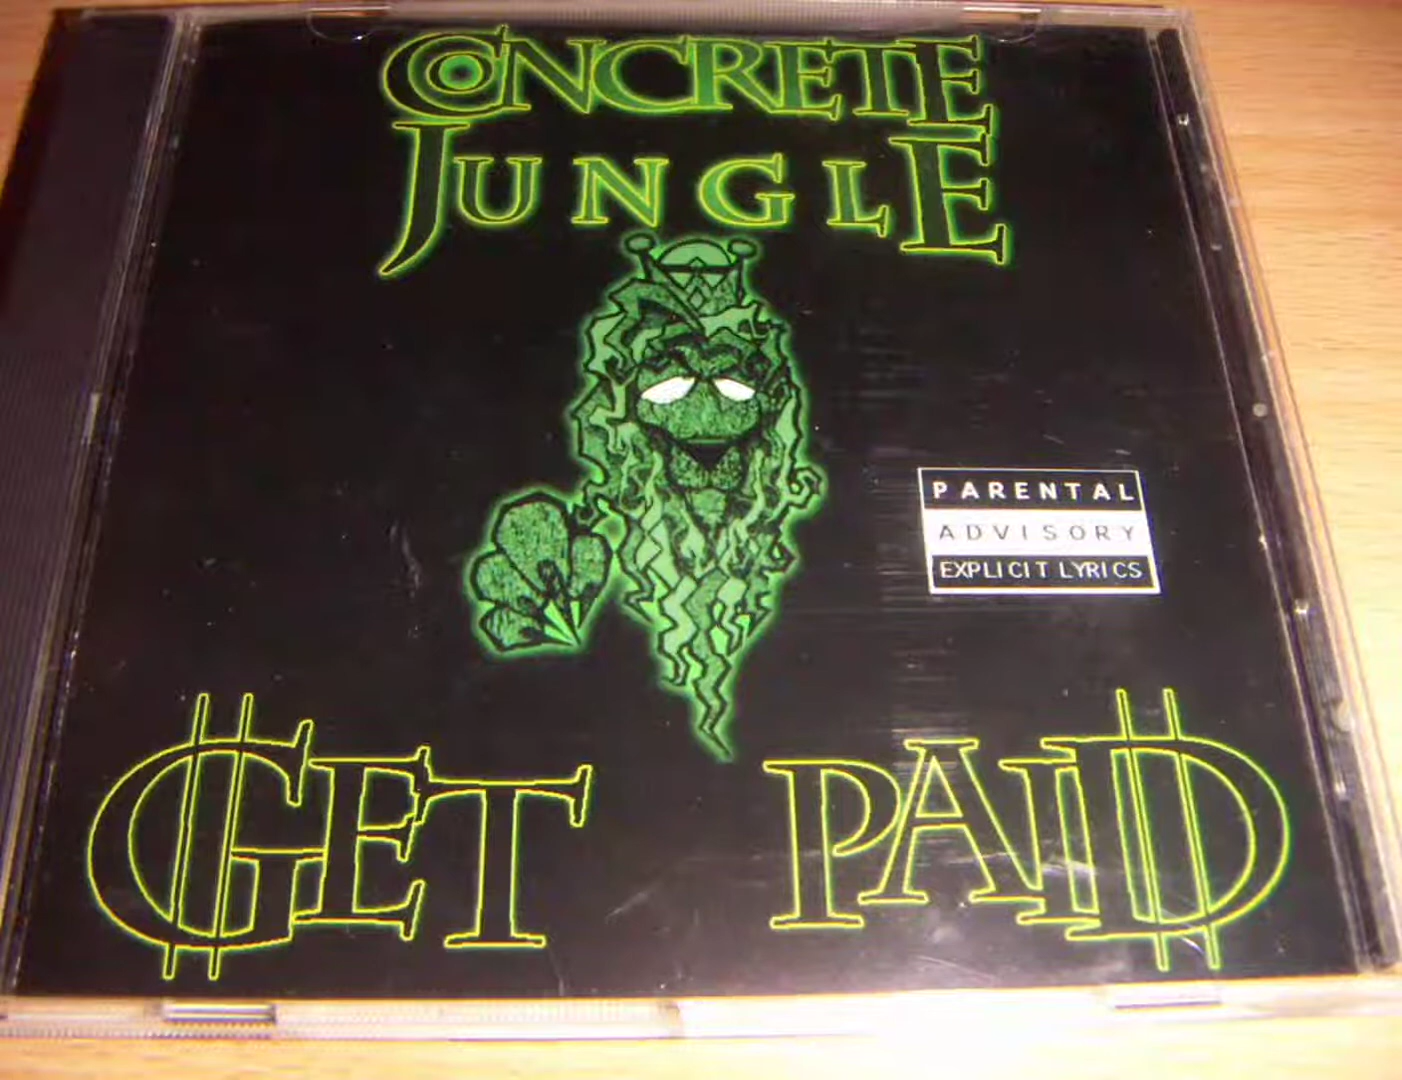 CONCRETE
JUNGLE
PARENTAL
ADVISORY
EXPLICIT LYRICS
GET PAID